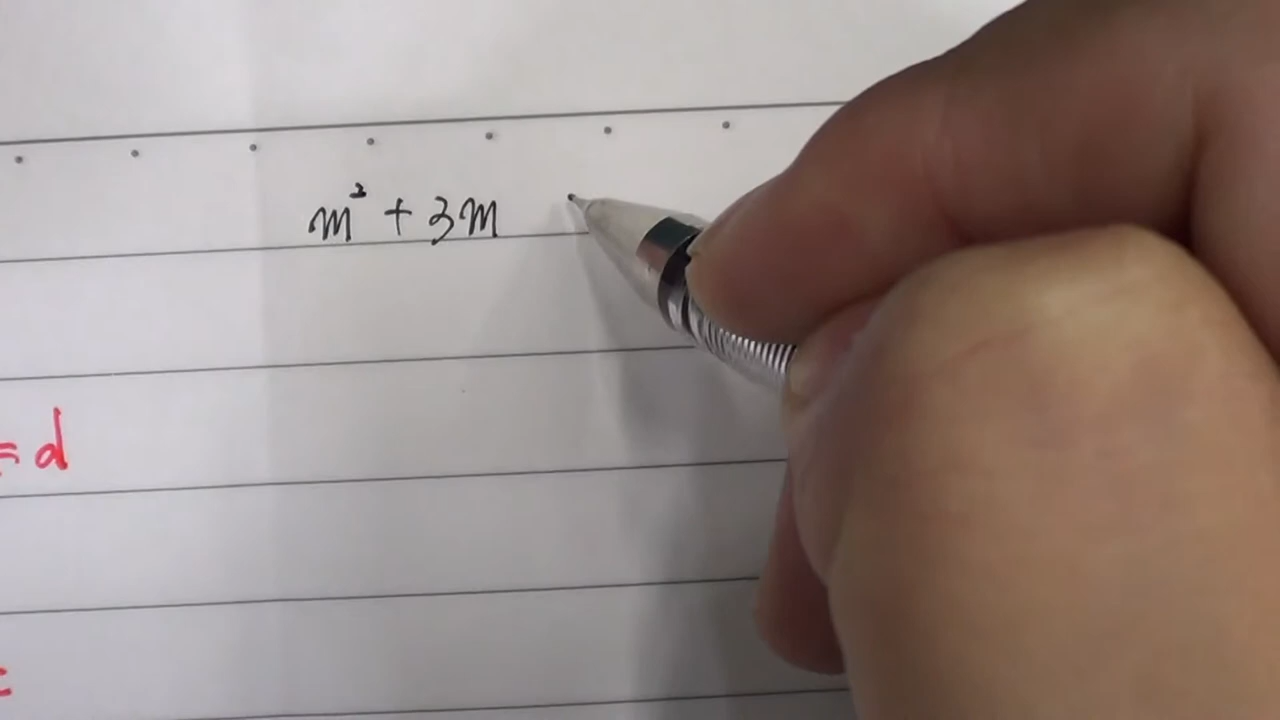 m² + 3m
= d
=